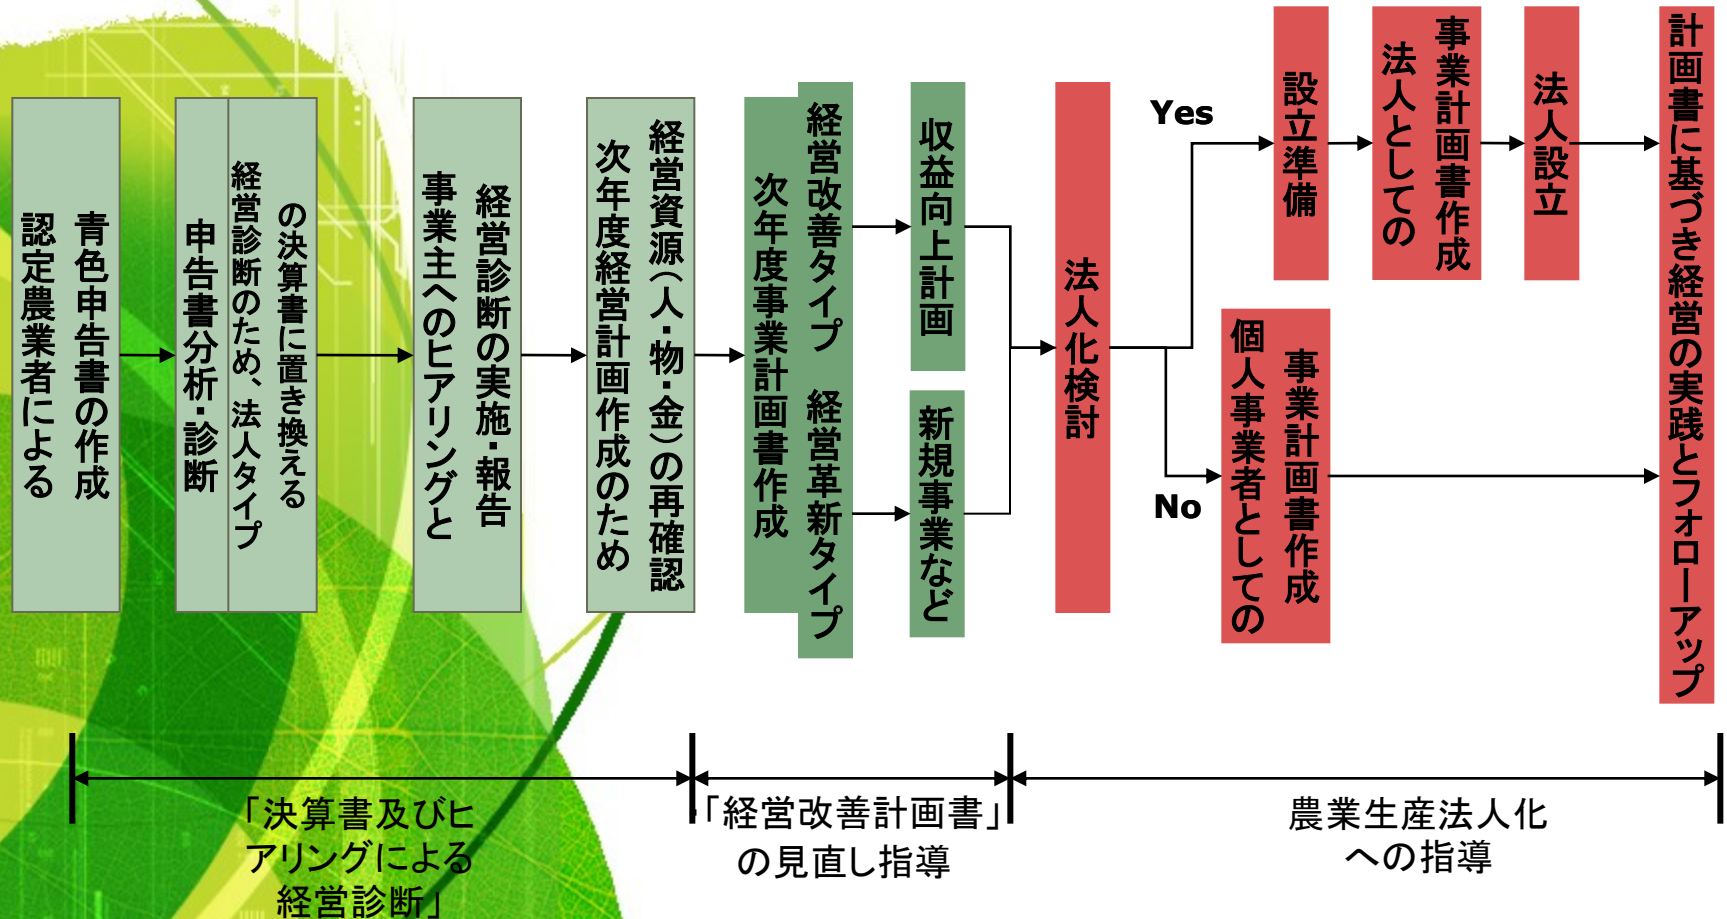 認定農業者による
青色申告書の作成
申告書分析・診断
経営診断のため、法人タイプ
の決算書に置き換える
事業主へのヒアリングと
経営診断の実施・報告
次年度経営計画作成のため
経営資源（人・物・金）の再確認
次年度事業計画書作成
経営改善タイプ　経営革新タイプ
収益向上計画
新規事業など
法人化検討
Yes
設立準備
法人としての
事業計画書作成
法人設立
No
個人事業者としての
事業計画書作成
計画書に基づき経営の実践とフォローアップ
「決算書及びヒ
アリングによる
経営診断」
「経営改善計画書」
の見直し指導
農業生産法人化
への指導